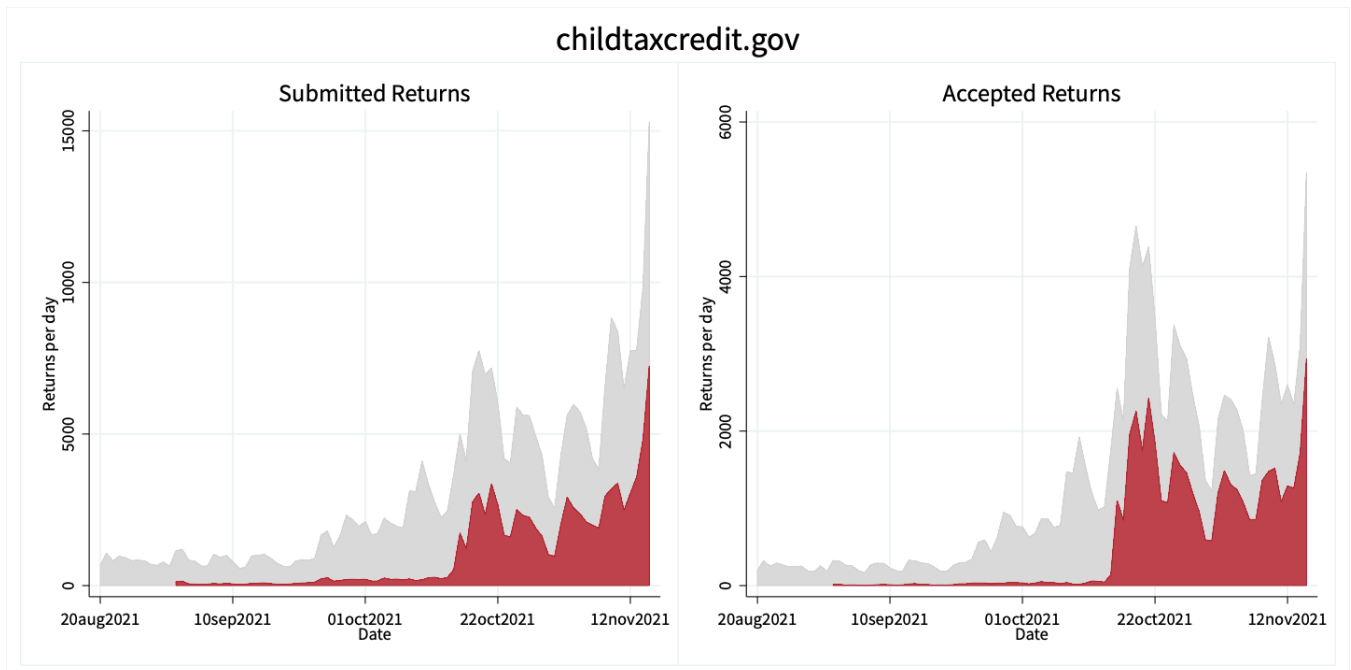 childtaxcredit.gov
Submitted Returns
Returns per day
15000
10000
5000
0
20aug2021 10sep2021 01oct2021 22oct2021 12nov2021
Date
Accepted Returns
Returns per day
6000
4000
2000
0
20aug2021 10sep2021 01oct2021 22oct2021 12nov2021
Date